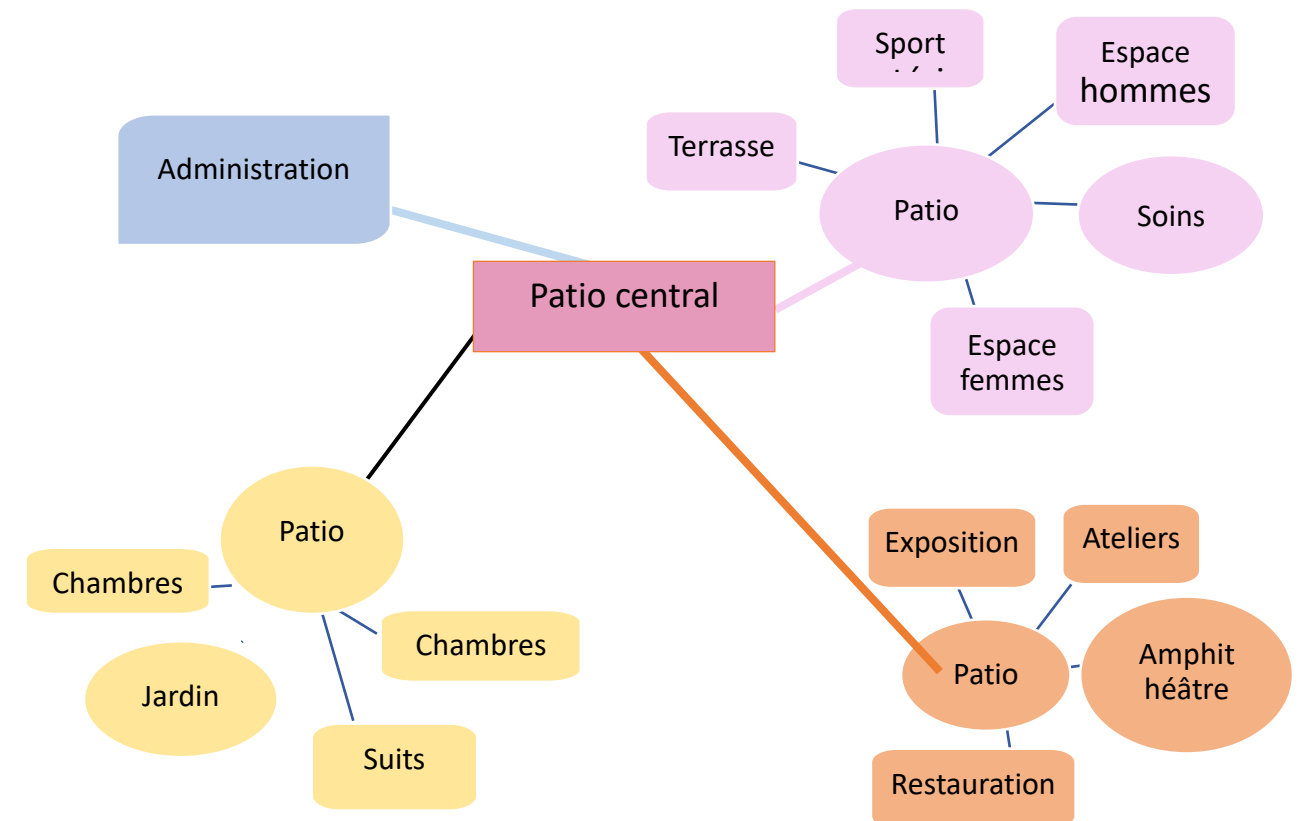 Sport
Espace
hommes
Terrasse
Administration
Patio
Soins
Patio central
Espace
femmes
Patio
Exposition
Ateliers
Chambres
Chambres
Amphit
héâtre
Patio
Jardin
Suits
Restauration